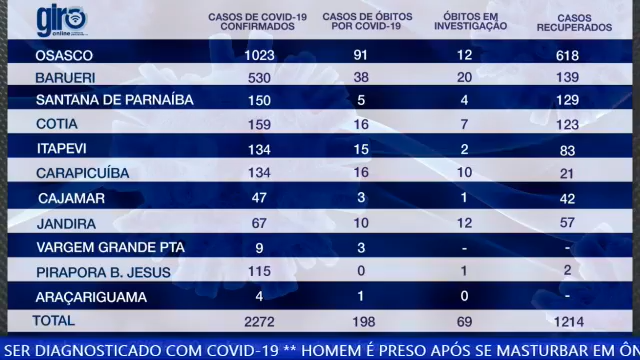 giro
online
CASOS DE COVID-19 CONFIRMADOS CASOS DE ÓBITOS POR COVID-19 ÓBITOS EM INVESTIGAÇÃO CASOS RECUPERADOS
OSASCO 1023 91 12 618
BARUERI 530 38 20 139
SANTANA DE PARNAÍBA 150 5 4 129
COTIA 159 16 7 123
ITAPEVI 134 15 2 83
CARAPICUÍBA 134 16 10 21
CAJAMAR 47 3 1 42
JANDIRA 67 10 12 57
VARGEM GRANDE PTA 9 3 - -
PIRAPORA B. JESUS 115 0 1 2
ARAÇARIGUAMA 4 1 0 -
TOTAL 2272 198 69 1214
SER DIAGNOSTICADO COM COVID-19 ** HOMEM É PRESO APÓS SE MASTURBAR EM ÔN